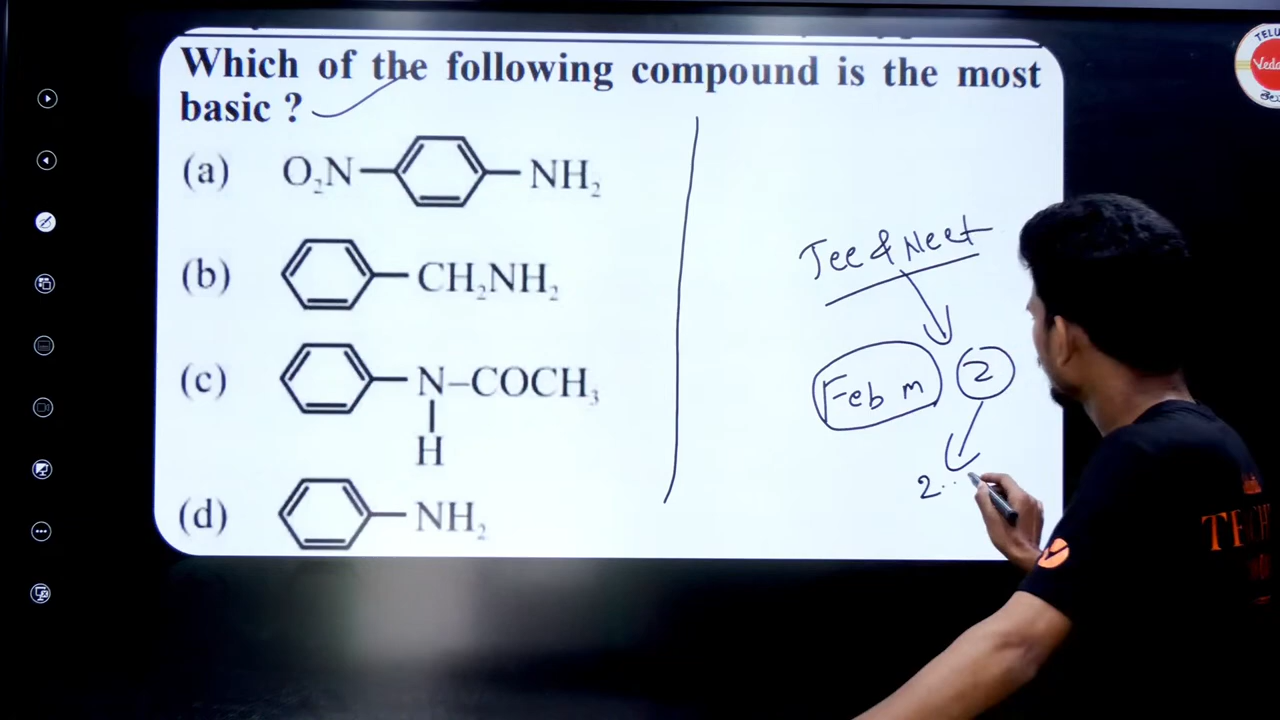 Which of the following compound is the most
basic ?
(a) O₂N NH₂
(b) CH₂NH₂
(c) N–COCH₃
H
(d) NH₂
Jee & Neet
Feb m 2
2..